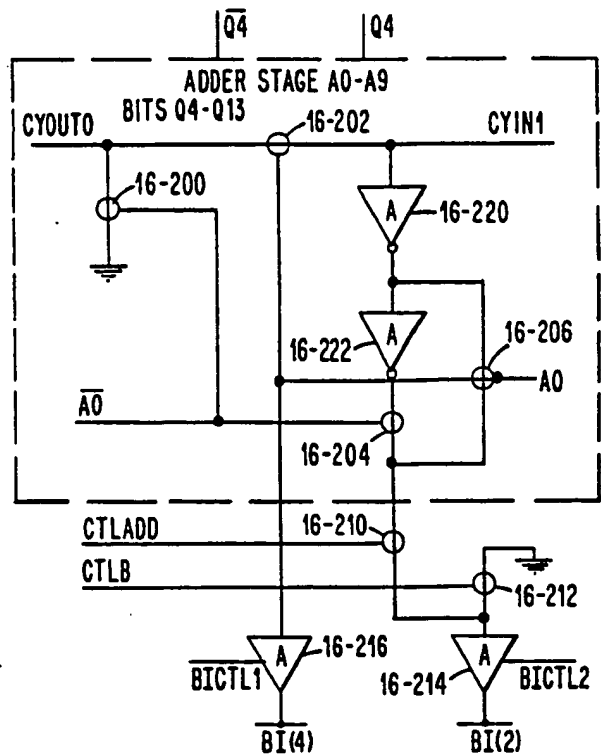 Q4 Q4
ADDER STAGE A0-A9
BITS Q4-Q13
16-202
CYOUT0
CYIN1
16-200
A
16-220
A
16-222
16-206
A0
A0
16-204
16-210
CTLADD
CTLB
16-212
A
16-216
A
BICTL1
16-214
BICTL2
BI(4)
BI(2)